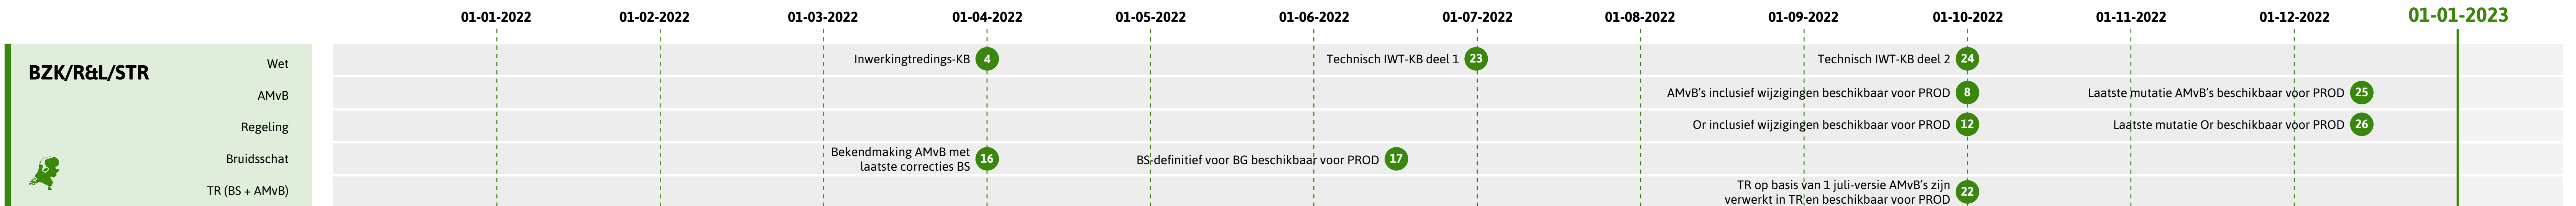 01-01-2022 01-02-2022 01-03-2022 01-04-2022 01-05-2022 01-06-2022 01-07-2022 01-08-2022 01-09-2022 01-10-2022 01-11-2022 01-12-2022 01-01-2023
BZK/R&L/STR
Wet
Inwerkingtredings-KB 4
Technisch IWT-KB deel 1 23
Technisch IWT-KB deel 2 24
AMvB
AMvB's inclusief wijzigingen beschikbaar voor PROD 8
Laatste mutatie AMvB's beschikbaar voor PROD 25
Regeling
Or inclusief wijzigingen beschikbaar voor PROD 12
Laatste mutatie Or beschikbaar voor PROD 26
Bruidsschat
Bekendmaking AMvB met
laatste correcties BS 16
BS-definitief voor BG beschikbaar voor PROD 17
TR (BS + AMvB)
TR op basis van 1 juli-versie AMvB's zijn
verwerkt in TR en beschikbaar voor PROD 22